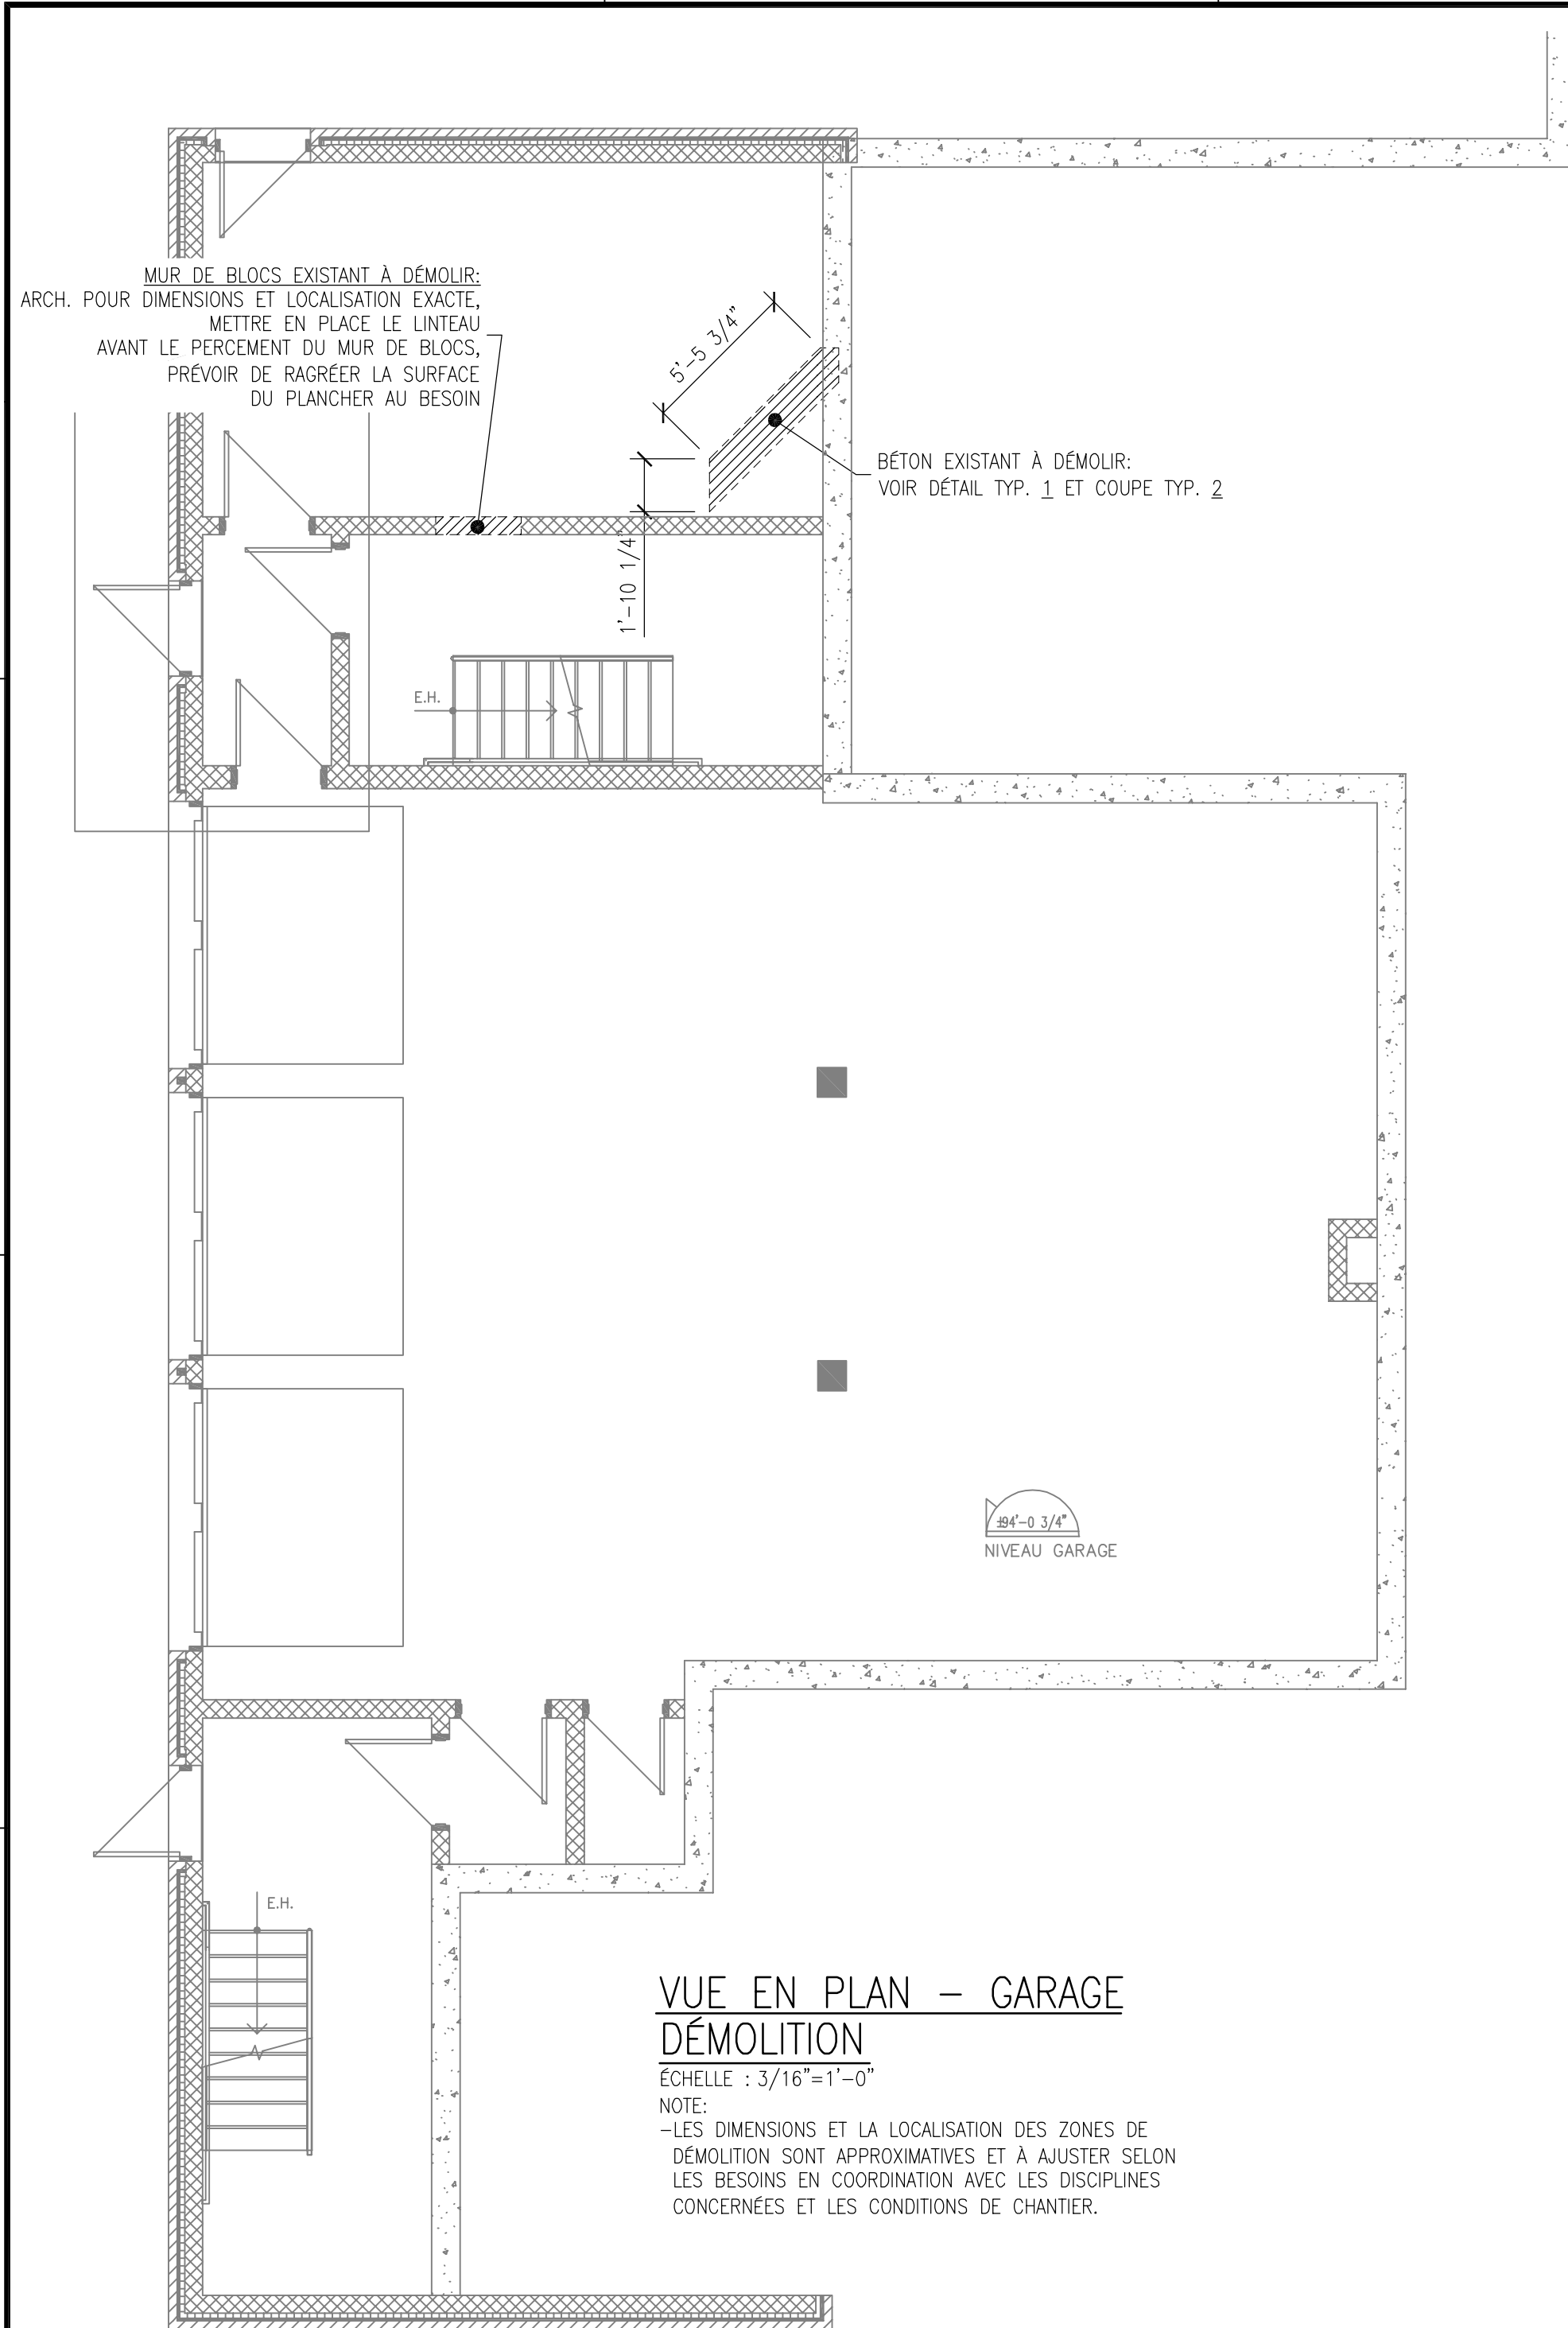 MUR DE BLOCS EXISTANT À DÉMOLIR:
ARCH. POUR DIMENSIONS ET LOCALISATION EXACTE,
METTRE EN PLACE LE LINTEAU
AVANT LE PERCEMENT DU MUR DE BLOCS,
PRÉVOIR DE RAGRÉER LA SURFACE
DU PLANCHER AU BESOIN
5'-5 3/4"
BÉTON EXISTANT À DÉMOLIR:
VOIR DÉTAIL TYP. 1 ET COUPE TYP. 2
1'-10 1/4"
E.H.
±94'-0 3/4"
NIVEAU GARAGE
E.H.
VUE EN PLAN - GARAGE
DÉMOLITION
ÉCHELLE : 3/16"=1'-0"
NOTE:
-LES DIMENSIONS ET LA LOCALISATION DES ZONES DE
DÉMOLITION SONT APPROXIMATIVES ET À AJUSTER SELON
LES BESOINS EN COORDINATION AVEC LES DISCIPLINES
CONCERNÉES ET LES CONDITIONS DE CHANTIER.